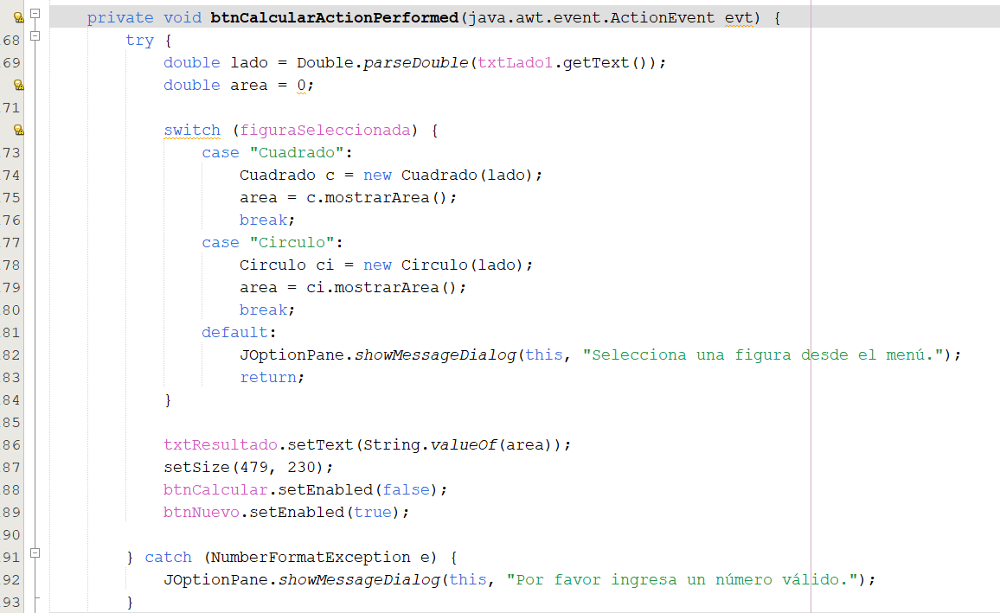 private void btnCalcularActionPerformed(java.awt.event.ActionEvent evt) {
68 try {
69 double lado = Double.parseDouble(txtLado1.getText());
double area = 0;
71
switch (figuraSeleccionada) {
73 case "Cuadrado":
74 Cuadrado c = new Cuadrado(lado);
75 area = c.mostrarArea();
76 break;
77 case "Circulo":
78 Circulo ci = new Circulo(lado);
79 area = ci.mostrarArea();
80 break;
81 default:
82 JOptionPane.showMessageDialog(this, "Selecciona una figura desde el menú.");
83 return;
84 }
85
86 txtResultado.setText(String.valueOf(area));
87 setSize(479, 230);
88 btnCalcular.setEnabled(false);
89 btnNuevo.setEnabled(true);
90
91 } catch (NumberFormatException e) {
92 JOptionPane.showMessageDialog(this, "Por favor ingresa un número válido.");
93 }